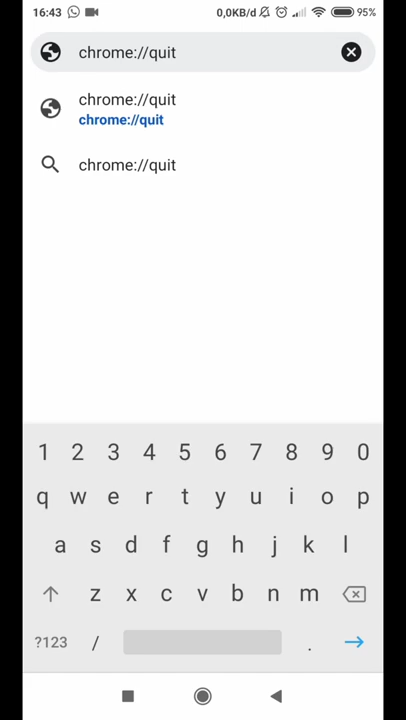 16:43 0,0KB/d 95%
chrome://quit
chrome://quit
chrome://quit
chrome://quit
1 2 3 4 5 6 7 8 9 0
q w e r t y u i o p
a s d f g h j k l
z x c v b n m
?123 / .